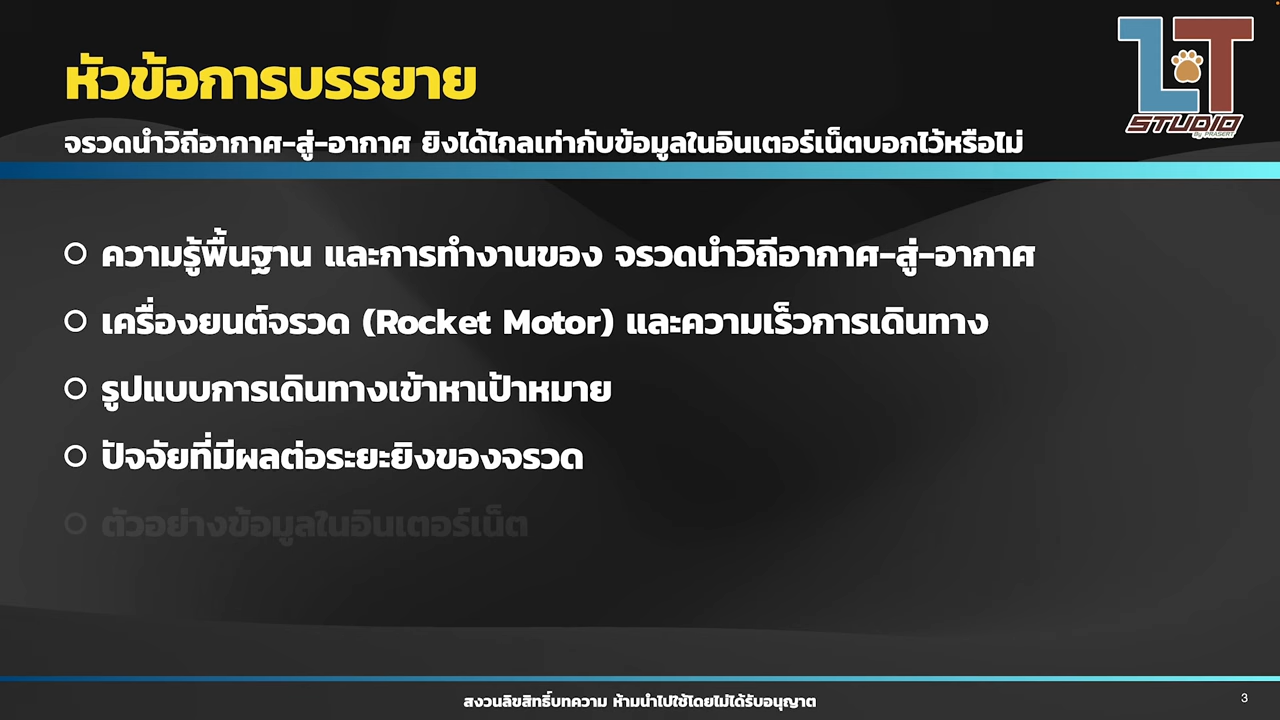 LT
STUDIO
By PRASERT
หัวข้อการบรรยาย
จรวดนำวิถีอากาศ-สู่-อากาศ ยิงได้ไกลเท่ากับข้อมูลในอินเตอร์เน็ตบอกไว้หรือไม่
ความรู้พื้นฐาน และการทำงานของ จรวดนำวิถีอากาศ-สู่-อากาศ
เครื่องยนต์จรวด (Rocket Motor) และความเร็วการเดินทาง
รูปแบบการเดินทางเข้าหาเป้าหมาย
ปัจจัยที่มีผลต่อระยะยิงของจรวด
ตัวอย่างข้อมูลในอินเตอร์เน็ต
สงวนลิขสิทธิ์บทความ ห้ามนำไปใช้โดยไม่ได้รับอนุญาต
3